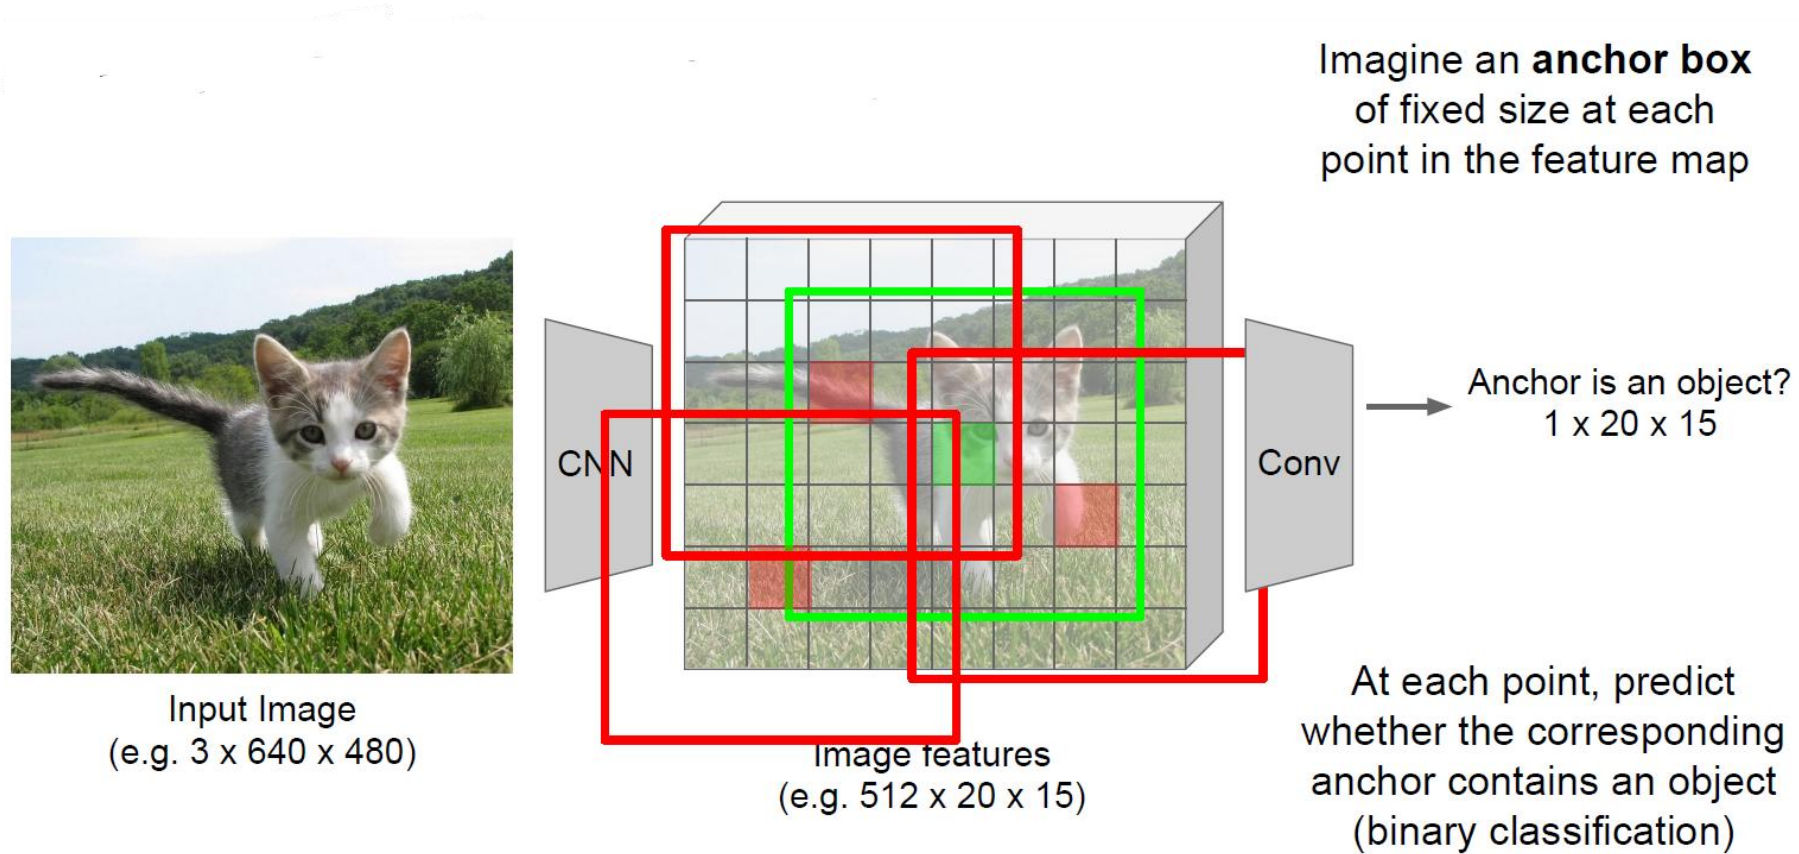 Imagine an anchor box
of fixed size at each
point in the feature map
CNN
Conv
Anchor is an object?
1 x 20 x 15
Input Image
(e.g. 3 x 640 x 480)
Image features
(e.g. 512 x 20 x 15)
At each point, predict
whether the corresponding
anchor contains an object
(binary classification)